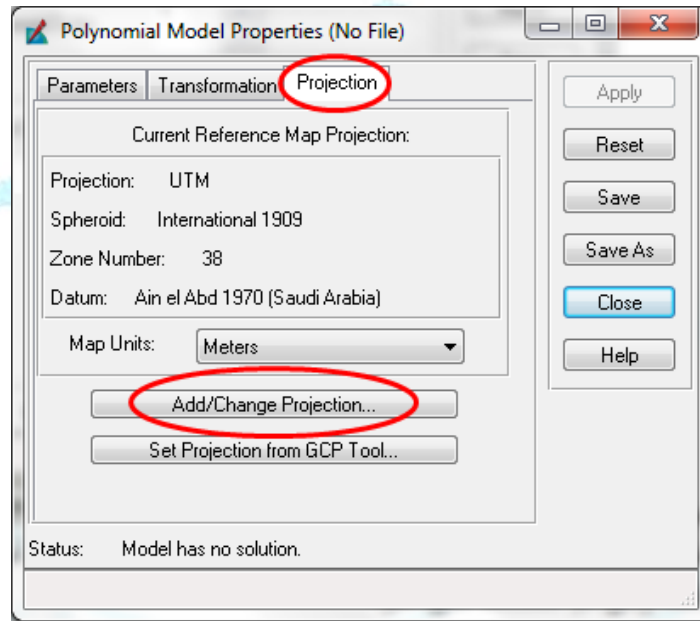 Polynomial Model Properties (No File)
Parameters Transformation Projection
Current Reference Map Projection:
Projection: UTM
Spheroid: International 1909
Zone Number: 38
Datum: Ain el Abd 1970 (Saudi Arabia)
Map Units: Meters
Add/Change Projection...
Set Projection from GCP Tool...
Status: Model has no solution.
Apply
Reset
Save
Save As
Close
Help